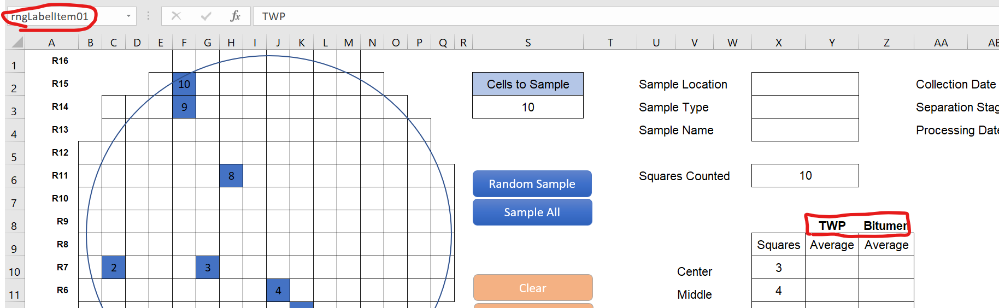 rngLabelItem01 fx TWP
A B C D E F G H I J K L M N O P Q R S T U V W X Y Z AA AB
1 R16
2 R15 10 Cells to Sample Sample Location Collection Date
3 R14 9 10 Sample Type Separation Stag
4 R13 Sample Name Processing Date
5 R12
6 R11 8 Random Sample Squares Counted 10
7 R10 Sample All
8 R9 TWP Bitumen
9 R8 Squares Average Average
10 R7 2 3 Center 3
11 R6 4 Clear Middle 4